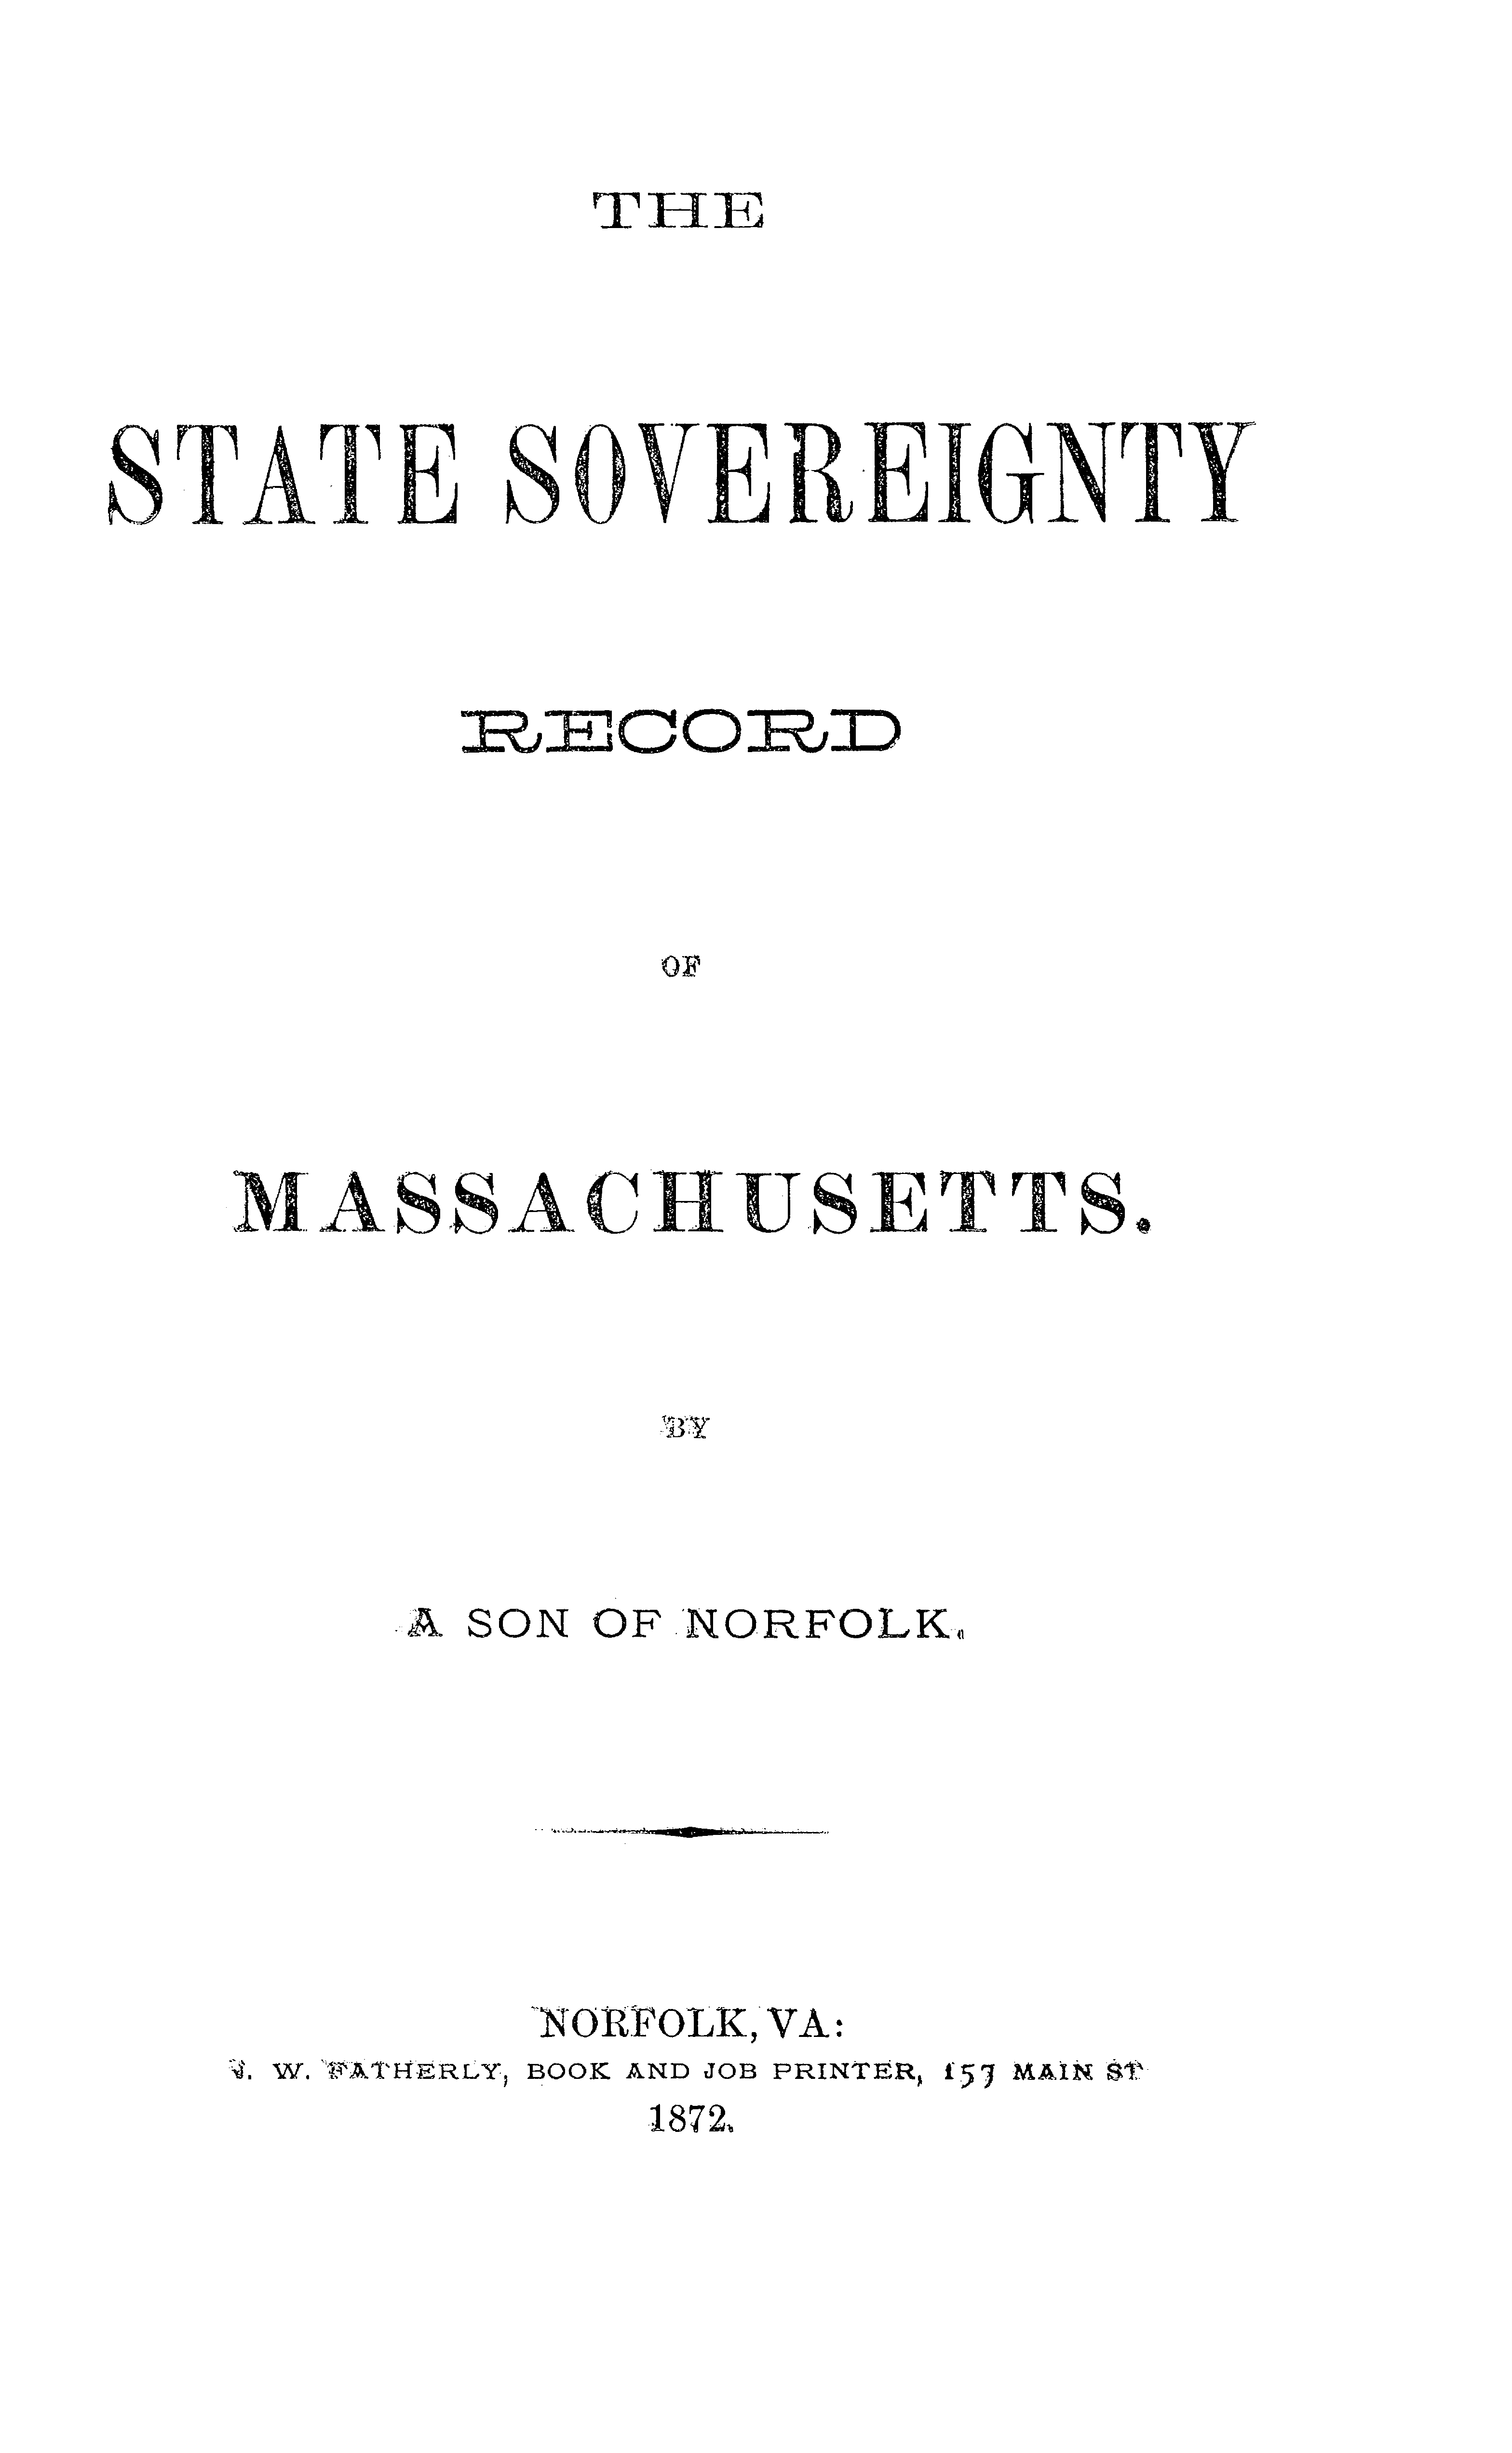 THE
STATE SOVEREIGNTY
RECORD
OF
MASSACHUSETTS.
BY
A SON OF NORFOLK.
NORFOLK, VA:
J. W. FATHERLY, BOOK AND JOB PRINTER, 157 MAIN ST
1872.